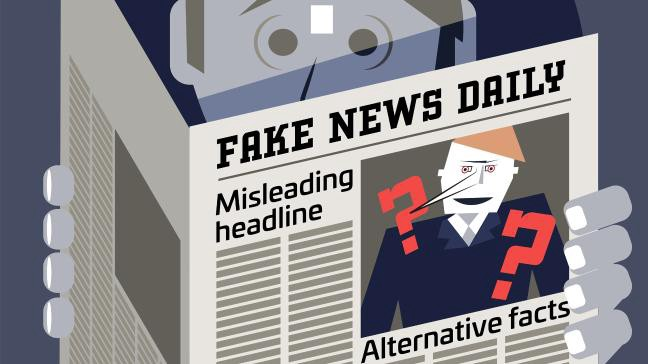 FAKE NEWS DAILY
Misleading
headline
?
?
Alternative facts